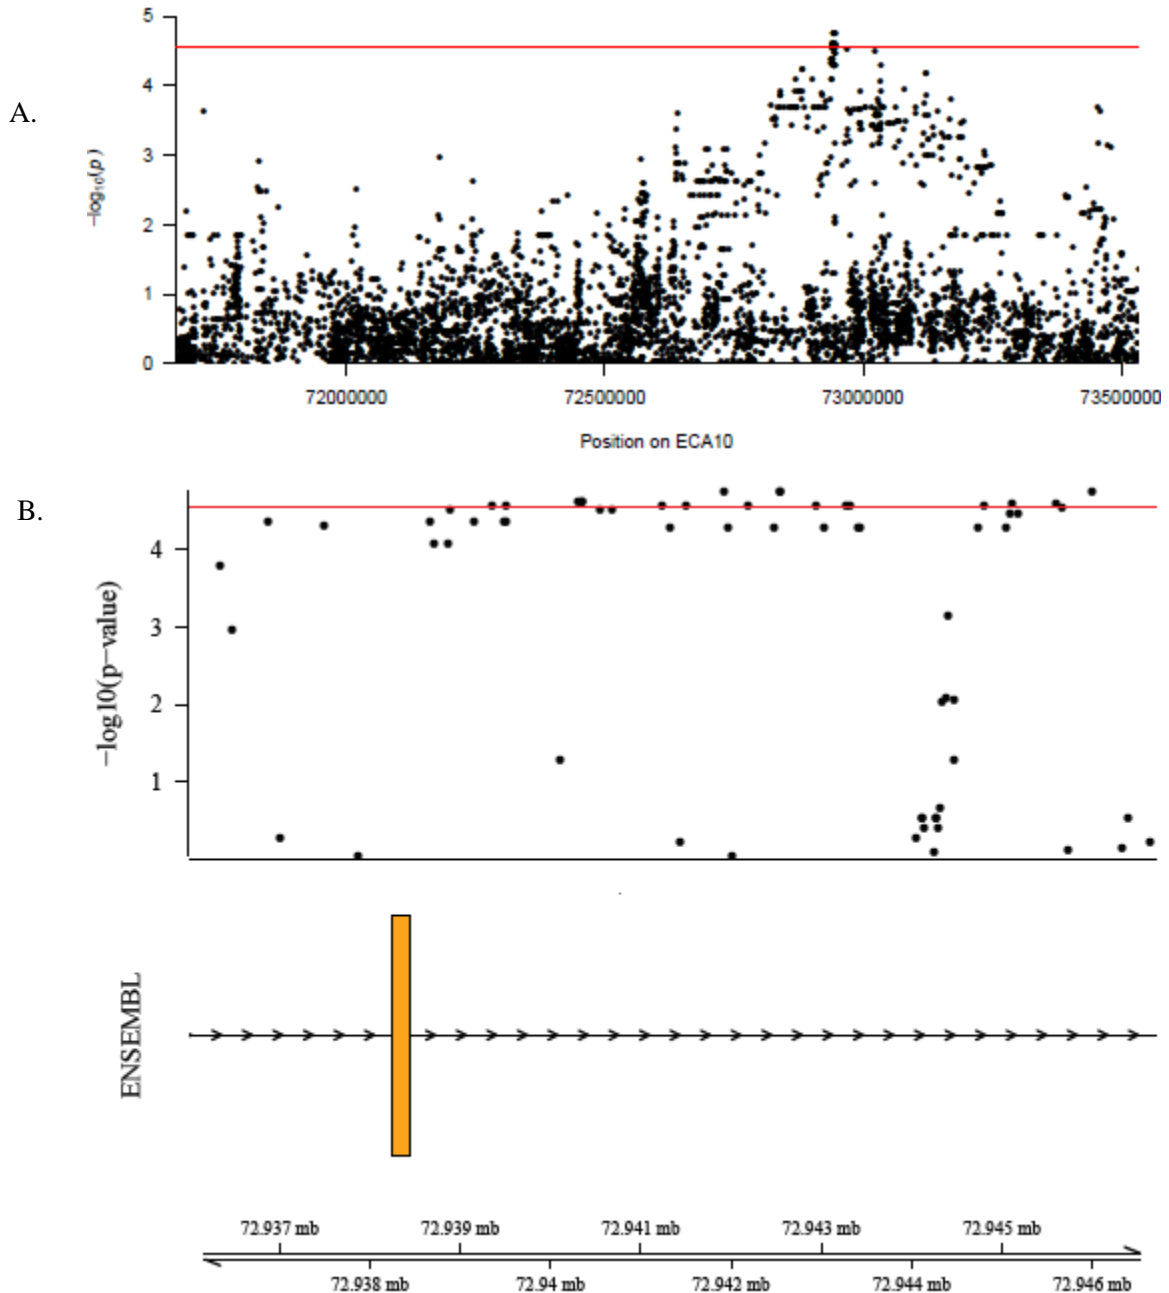 A.
5
4
3
2
1
0
−log₁₀(p)
72000000 72500000 73000000 73500000
Position on ECA10
B.
4
3
2
1
−log10(p−value)
ENSEMBL
72.937 mb 72.939 mb 72.941 mb 72.943 mb 72.945 mb
72.938 mb 72.94 mb 72.942 mb 72.944 mb 72.946 mb